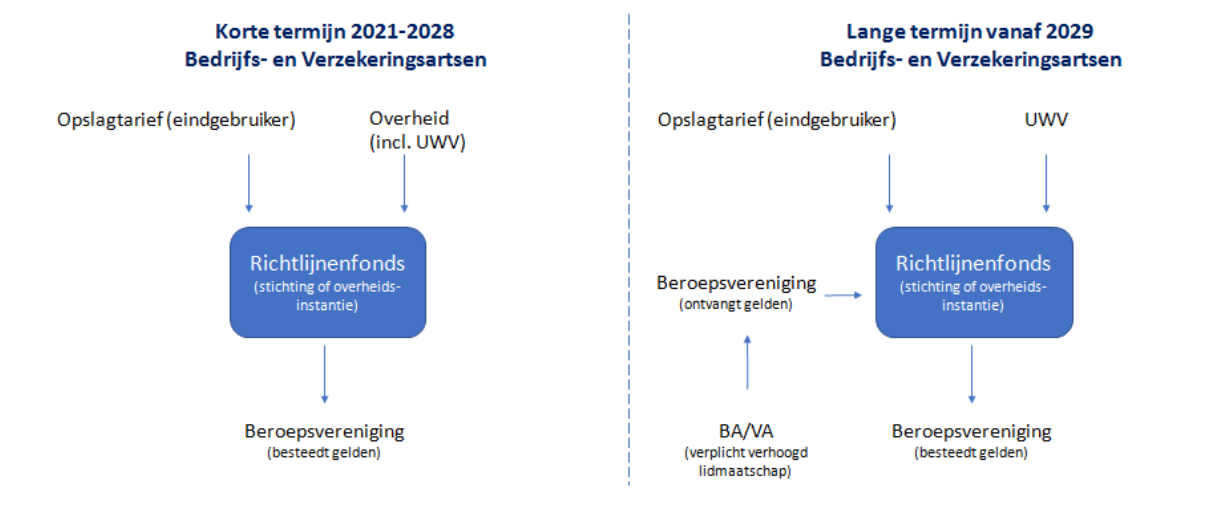 Korte termijn 2021-2028
Bedrijfs- en Verzekeringsartsen
Opslagtarief (eindgebruiker)
Overheid
(incl. UWV)
Richtlijnenfonds
(stichting of overheids-
instantie)
Beroepsvereniging
(besteedt gelden)
Lange termijn vanaf 2029
Bedrijfs- en Verzekeringsartsen
Opslagtarief (eindgebruiker)
UWV
Beroepsvereniging
(ontvangt gelden)
Richtlijnenfonds
(stichting of overheids-
instantie)
BA/VA
(verplicht verhoogd
lidmaatschap)
Beroepsvereniging
(besteedt gelden)